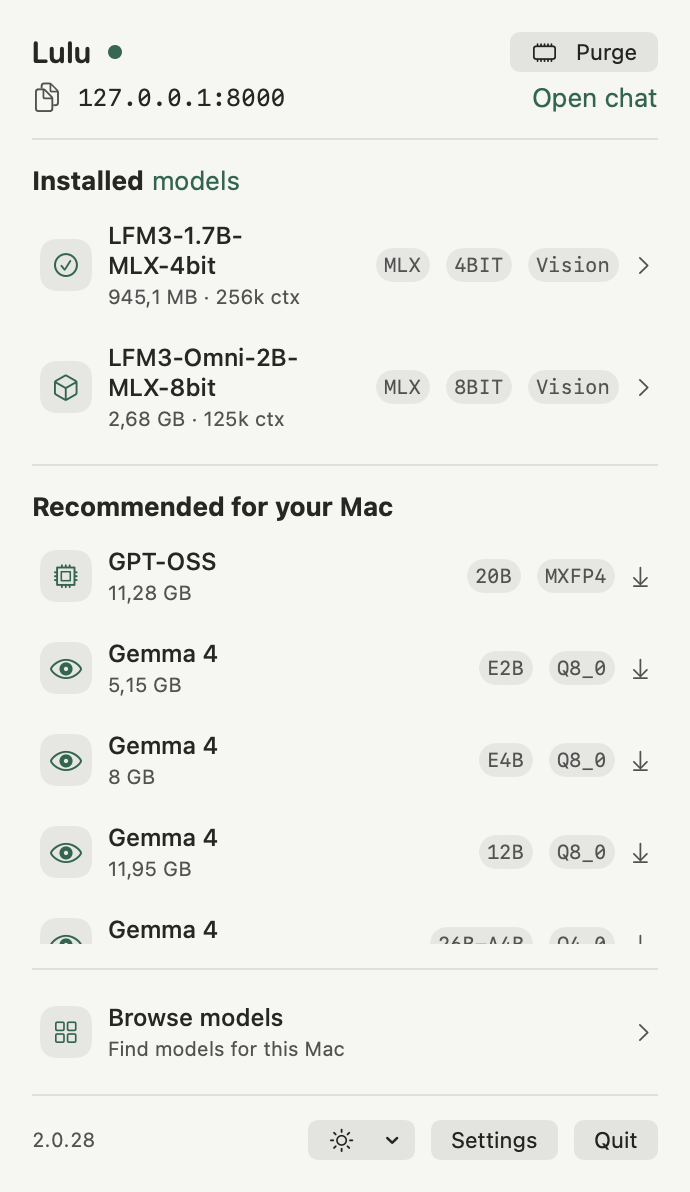 Lulu
Purge
127.0.0.1:8000
Open chat
Installed models
LFM3-1.7B-
MLX-4bit
945,1 MB · 256k ctx
MLX 4BIT Vision
LFM3-Omni-2B-
MLX-8bit
2,68 GB · 125k ctx
MLX 8BIT Vision
Recommended for your Mac
GPT-OSS
11,28 GB
20B MXFP4
Gemma 4
5,15 GB
E2B Q8_0
Gemma 4
8 GB
E4B Q8_0
Gemma 4
11,95 GB
12B Q8_0
Gemma 4
26B-A4B Q4_0
Browse models
Find models for this Mac
2.0.28
Settings
Quit